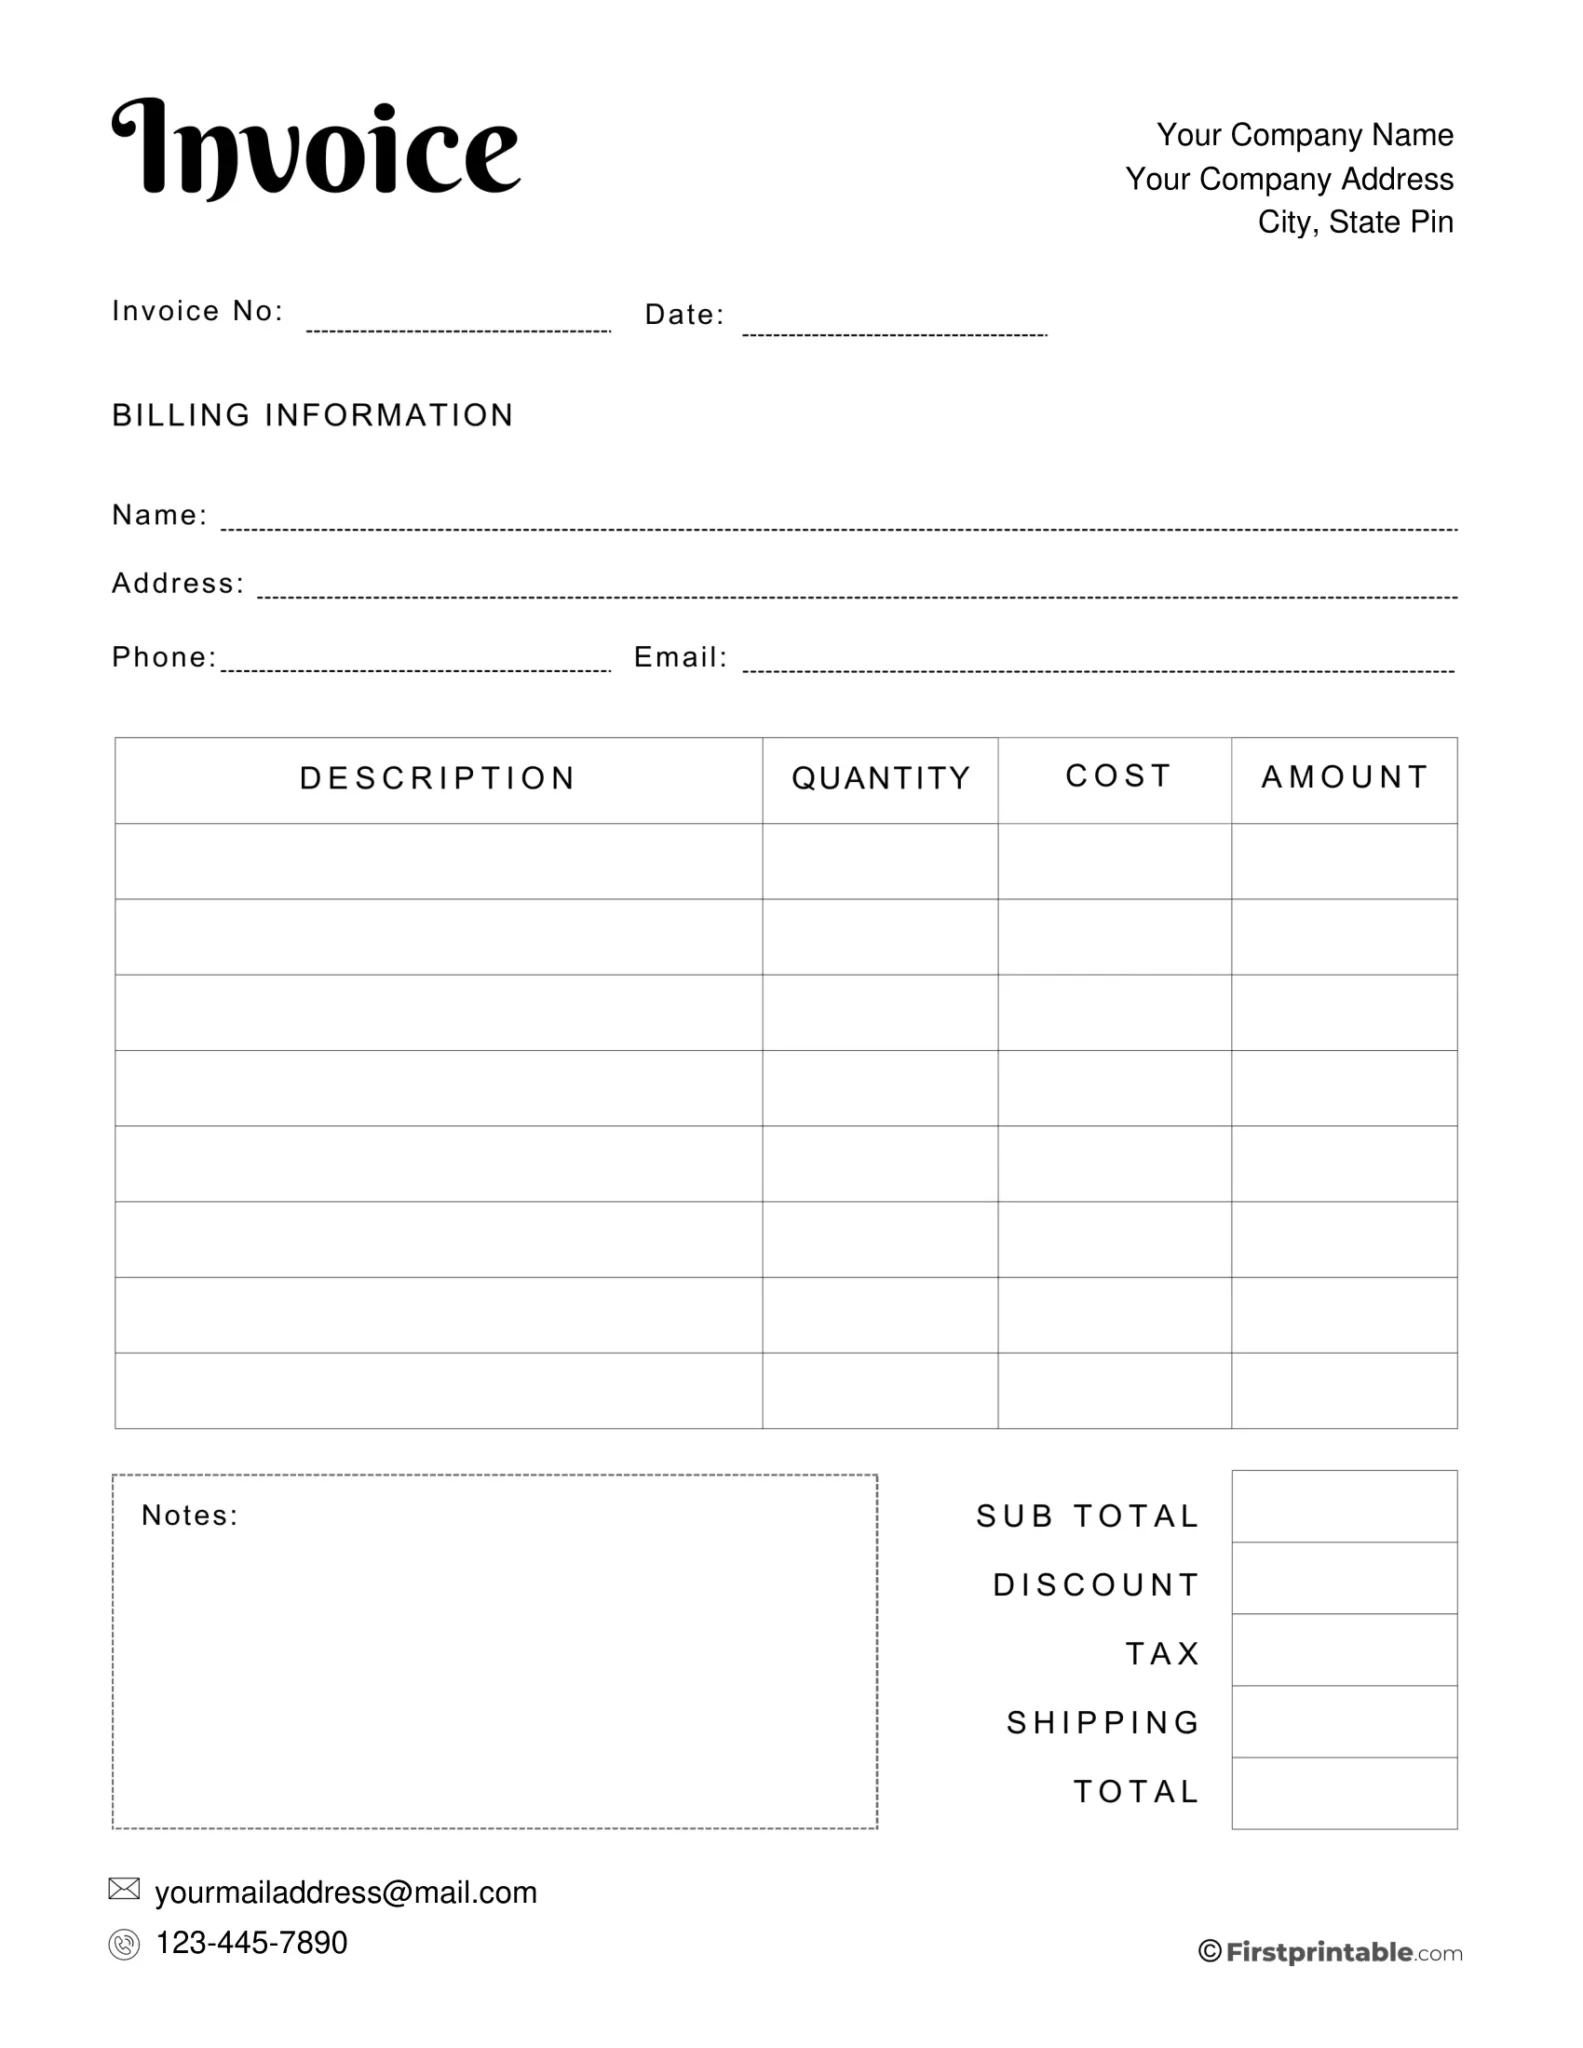 Invoice
Your Company Name
Your Company Address
City, State Pin
Invoice No: Date:
BILLING INFORMATION
Name:
Address:
Phone: Email:
DESCRIPTION QUANTITY COST AMOUNT
Notes:
SUB TOTAL
DISCOUNT
TAX
SHIPPING
TOTAL
yourmailaddress@mail.com
123-445-7890
©Firstprintable.com